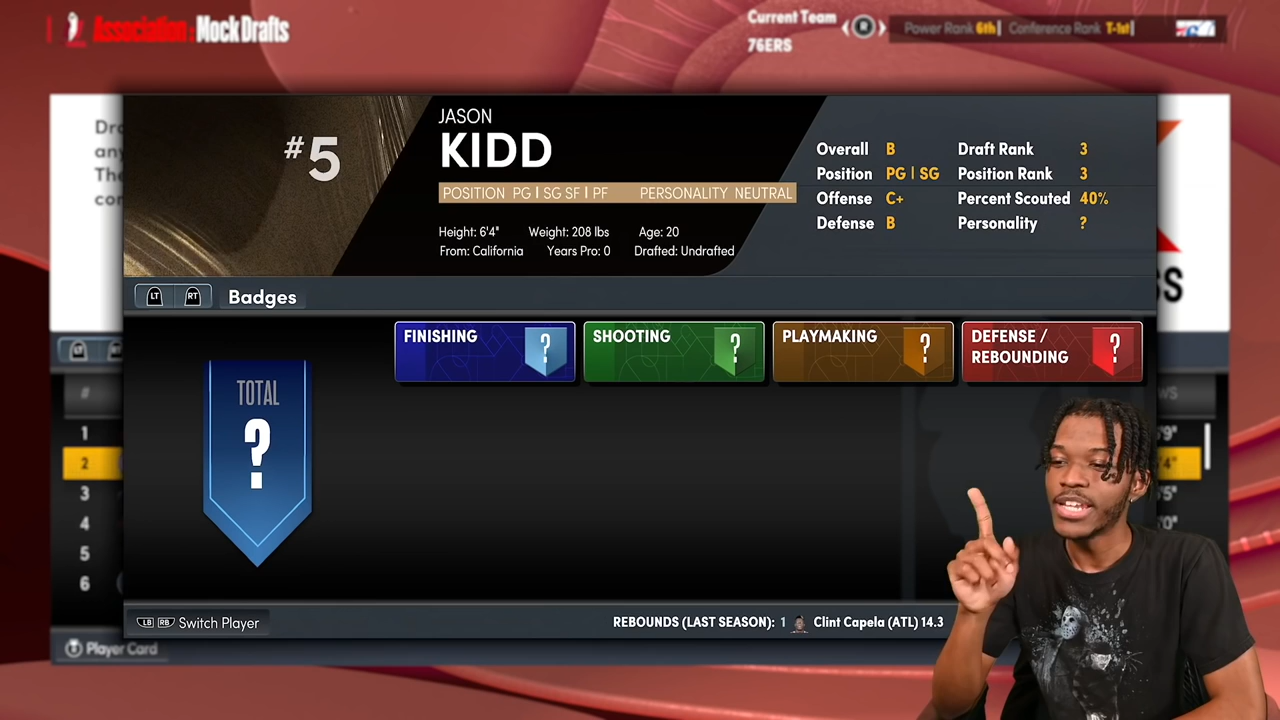 Association: Mock Drafts
Current Team
76ERS
Power Rank 6th | Conference Rank T-1st |
#5
JASON
KIDD
POSITION PG | SG SF | PF PERSONALITY NEUTRAL
Height: 6'4" Weight: 208 lbs Age: 20
From: California Years Pro: 0 Drafted: Undrafted
Overall B Draft Rank 3
Position PG | SG Position Rank 3
Offense C+ Percent Scouted 40%
Defense B Personality ?
LT RT Badges
FINISHING ?
SHOOTING ?
PLAYMAKING ?
DEFENSE /
REBOUNDING ?
TOTAL
?
#
1
2
3
4
5
6
LB RB Switch Player
REBOUNDS (LAST SEASON): 1 Clint Capela (ATL) 14.3
Player Card